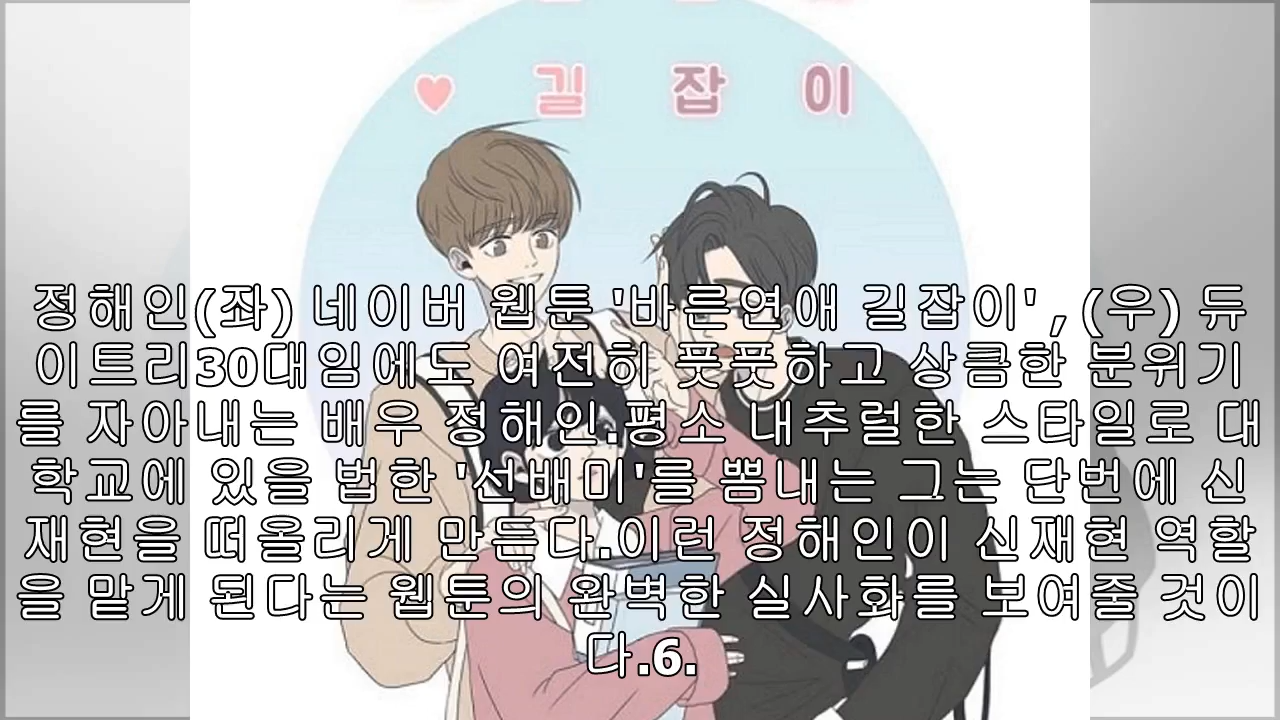 ♥ 길 잡 이
정해인(좌) 네이버 웹툰 '바른연애 길잡이' , (우) 듀
이트리30대임에도 여전히 풋풋하고 상큼한 분위기
를 자아내는 배우 정해인.평소 내추럴한 스타일로 대
학교에 있을 법한 '선배미'를 뽐내는 그는 단번에 신
재현을 떠올리게 만든다.이런 정해인이 신재현 역할
을 맡게 된다는 웹툰의 완벽한 실사화를 보여줄 것이
다.6.